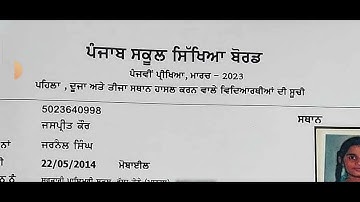 ਪੰਜਾਬ ਸਕੂਲ ਸਿੱਖਿਆ ਬੋਰਡ
ਪੰਜਵੀਂ ਪ੍ਰੀਖਿਆ, ਮਾਰਚ - 2023
ਪਹਿਲਾ , ਦੂਜਾ ਅਤੇ ਤੀਜਾ ਸਥਾਨ ਹਾਸਲ ਕਰਨ ਵਾਲੇ ਵਿਦਿਆਰਥੀਆਂ ਦੀ ਸੂਚੀ
5023640998 ਸਥਾਨ
ਜਸਪ੍ਰੀਤ ਕੌਰ
ਨਾਂ ਜਰਨੈਲ ਸਿੰਘ
22/05/2014 ਮੋਬਾਈਲ